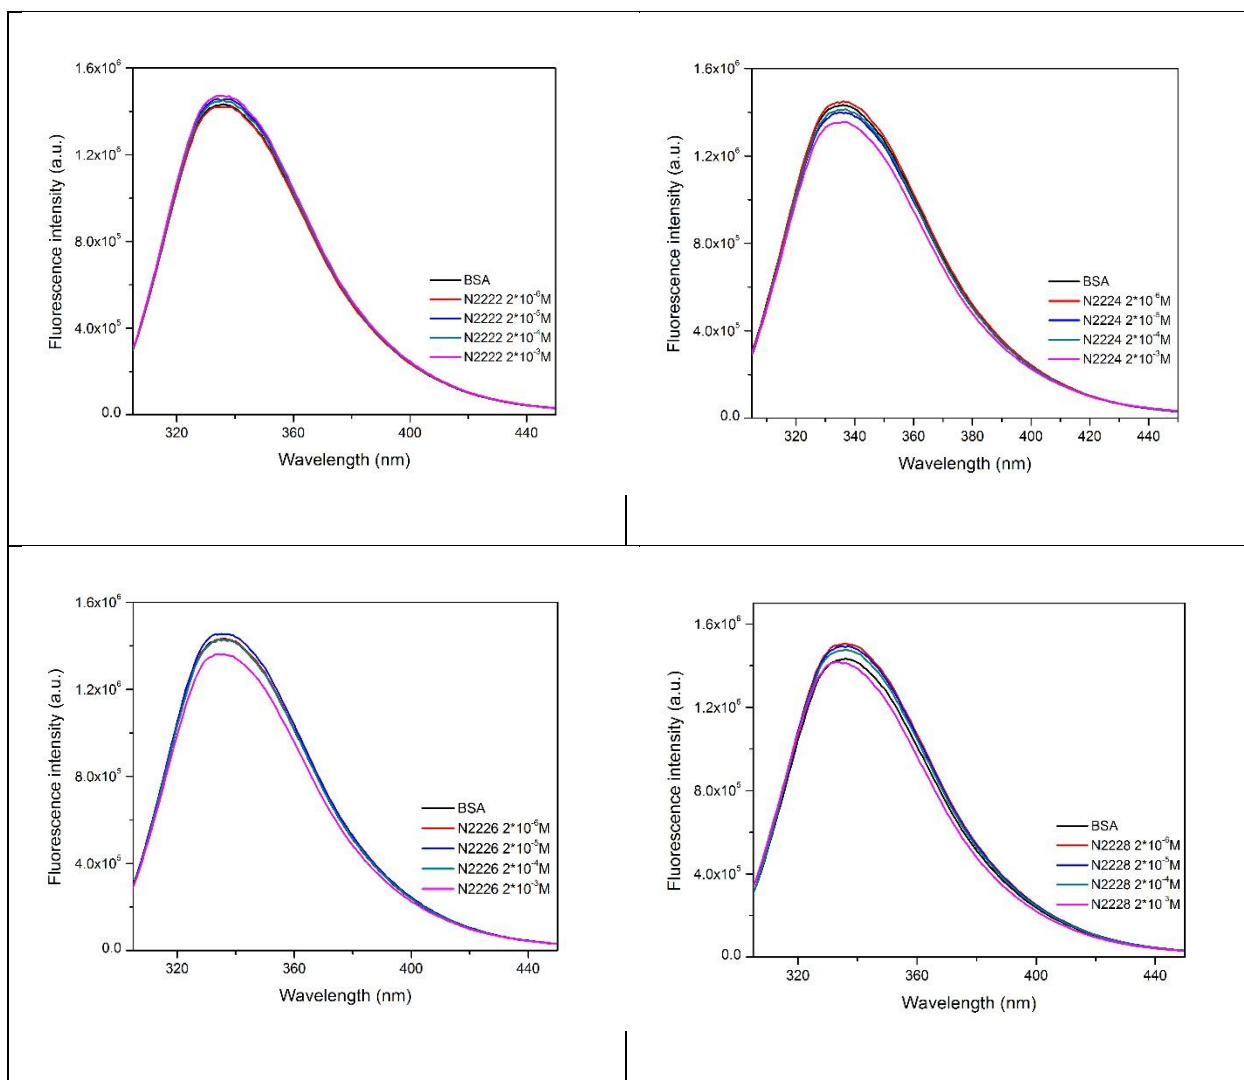 1.6x10⁶
1.2x10⁶
8.0x10⁵
4.0x10⁵
0.0
320
360
400
440
Fluorescence intensity (a.u.)
Wavelength (nm)
BSA
N2222 2*10⁻⁶M
N2222 2*10⁻⁵M
N2222 2*10⁻⁴M
N2222 2*10⁻³M
1.6x10⁶
1.2x10⁶
8.0x10⁵
4.0x10⁵
0.0
320
340
360
380
400
420
440
Fluorescence intensity (a.u.)
Wavelength (nm)
BSA
N2224 2*10⁻⁶M
N2224 2*10⁻⁵M
N2224 2*10⁻⁴M
N2224 2*10⁻³M
1.6x10⁶
1.2x10⁶
8.0x10⁵
4.0x10⁵
0.0
320
360
400
440
Fluorescence intensity (a.u.)
Wavelength (nm)
BSA
N2226 2*10⁻⁶M
N2226 2*10⁻⁵M
N2226 2*10⁻⁴M
N2226 2*10⁻³M
1.6x10⁶
1.2x10⁶
8.0x10⁵
4.0x10⁵
0.0
320
360
400
440
Fluorescence intensity (a.u.)
Wavelength (nm)
BSA
N2228 2*10⁻⁶M
N2228 2*10⁻⁵M
N2228 2*10⁻⁴M
N2228 2*10⁻³M